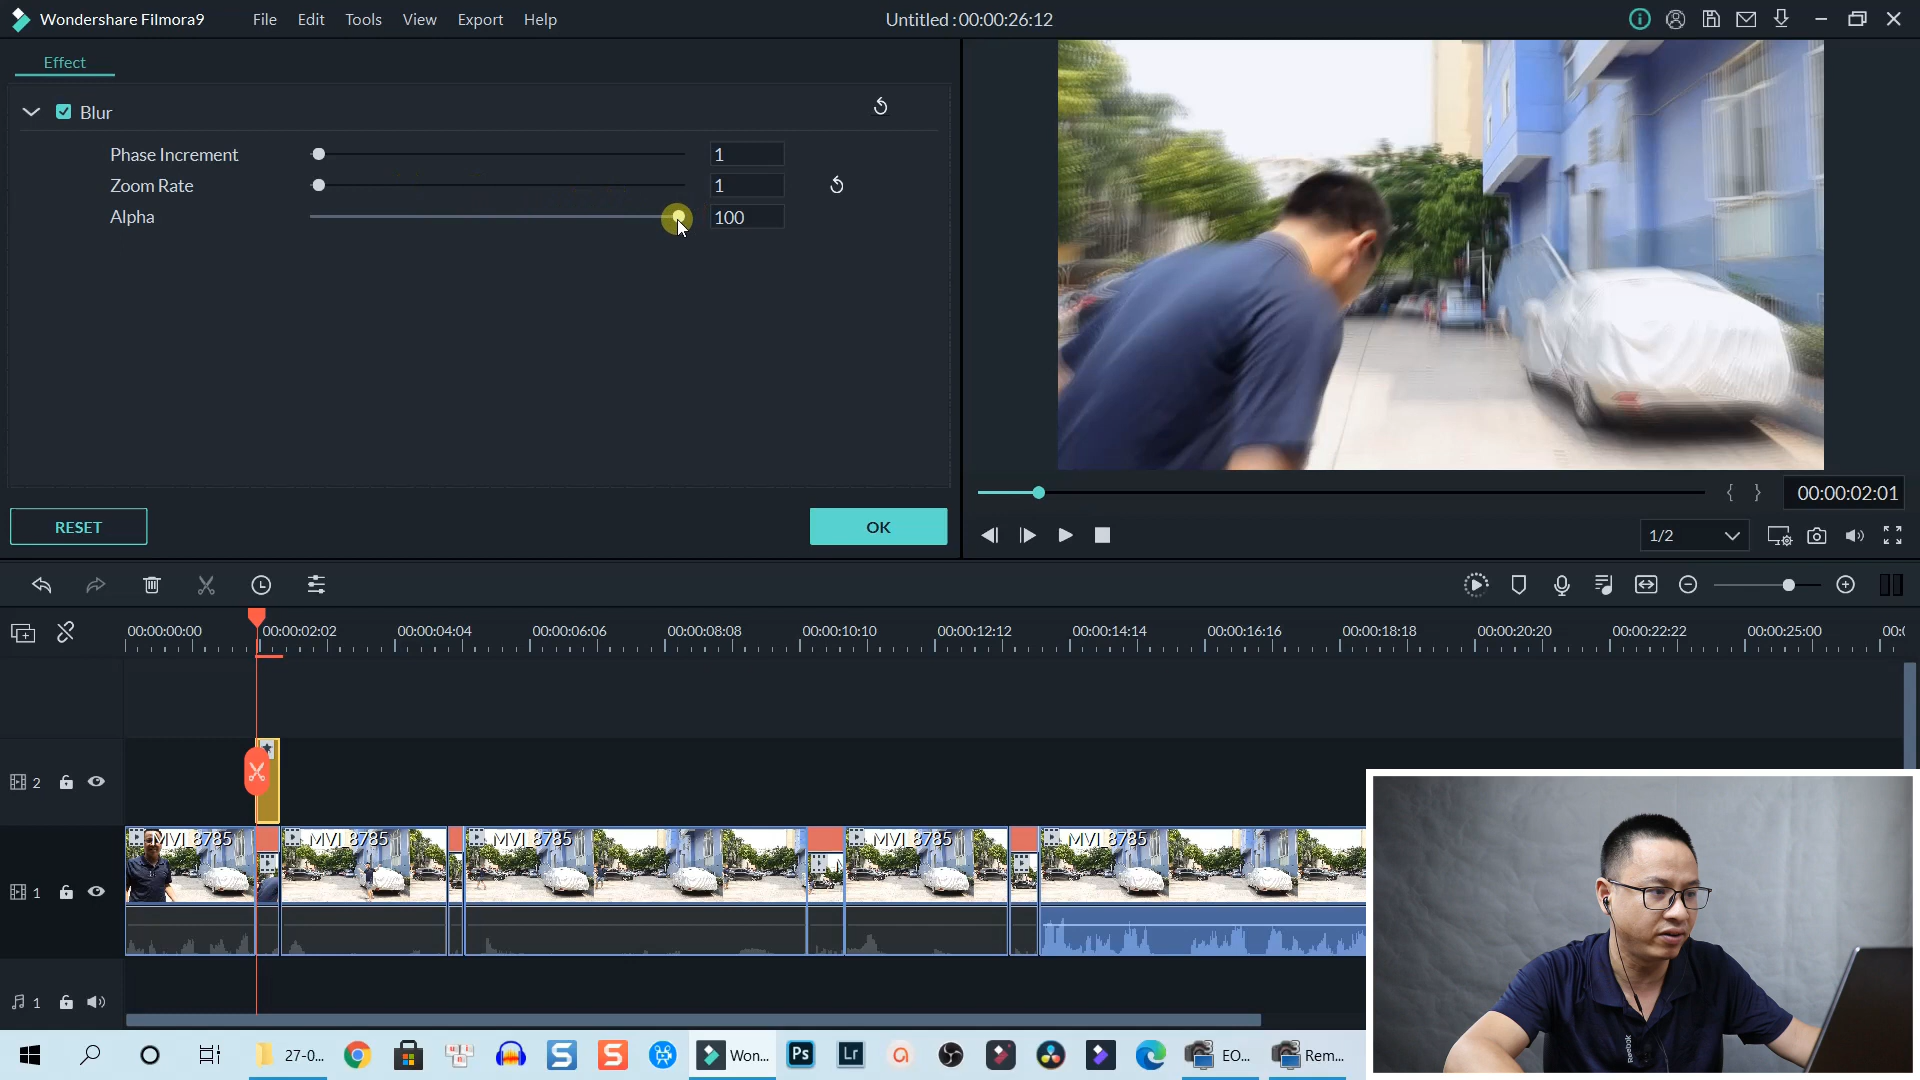 Wondershare Filmora9 File Edit Tools View Export Help Untitled : 00:00:26:12
Effect
Blur
Phase Increment 1
Zoom Rate 1
Alpha 100
RESET OK
00:00:02:01
1/2
00:00:00:00 00:00:02:02 00:00:04:04 00:00:06:06 00:00:08:08 00:00:10:10 00:00:12:12 00:00:14:14 00:00:16:16 00:00:18:18 00:00:20:20 00:00:22:22 00:00:25:00 00:0
2
MVI_8785 MVI_8785 MVI_8785 MVI_8785 MVI_8785
1
1
Reebok
27-0... Won... Ps Lr EO... Rem...